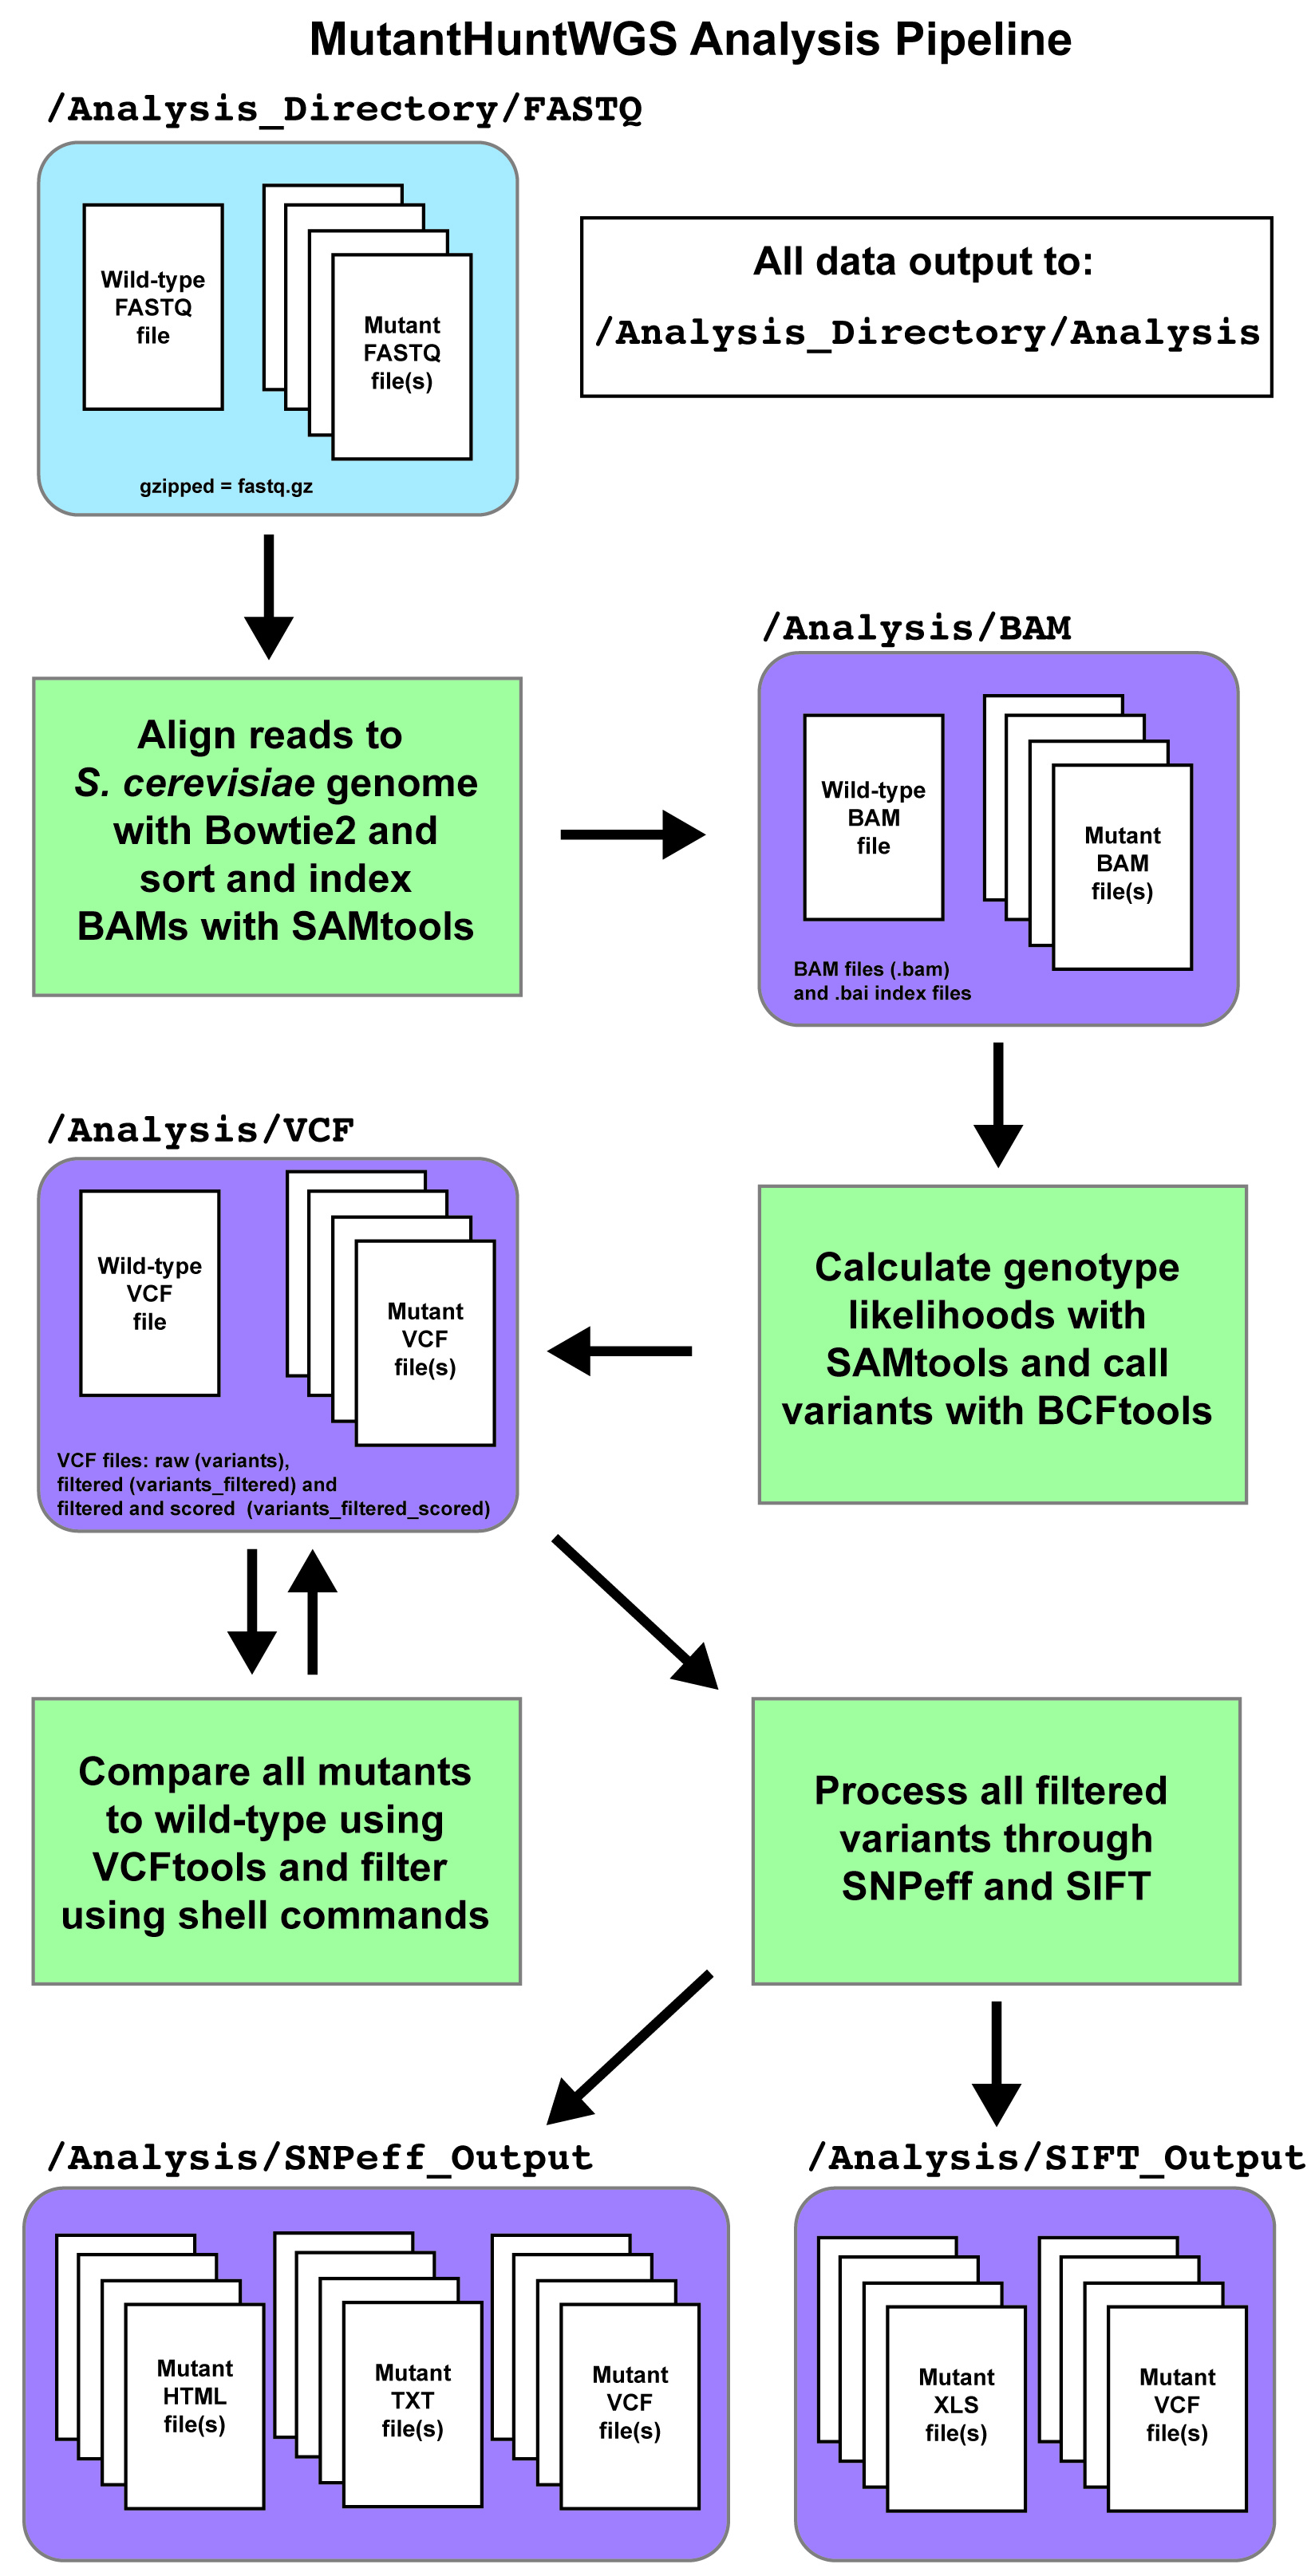 MutantHuntWGS Analysis Pipeline
/Analysis_Directory/FASTQ
Wild-type
FASTQ
file
Mutant
FASTQ
file(s)
gzipped = fastq.gz
All data output to:
/Analysis_Directory/Analysis
Align reads to
S. cerevisiae genome
with Bowtie2 and
sort and index
BAMs with SAMtools
/Analysis/BAM
Wild-type
BAM
file
Mutant
BAM
file(s)
BAM files (.bam)
and .bai index files
Calculate genotype
likelihoods with
SAMtools and call
variants with BCFtools
/Analysis/VCF
Wild-type
VCF
file
Mutant
VCF
file(s)
VCF files: raw (variants),
filtered (variants_filtered) and
filtered and scored (variants_filtered_scored)
Compare all mutants
to wild-type using
VCFtools and filter
using shell commands
Process all filtered
variants through
SNPeff and SIFT
/Analysis/SNPeff_Output
Mutant
HTML
file(s)
Mutant
TXT
file(s)
Mutant
VCF
file(s)
/Analysis/SIFT_Output
Mutant
XLS
file(s)
Mutant
VCF
file(s)